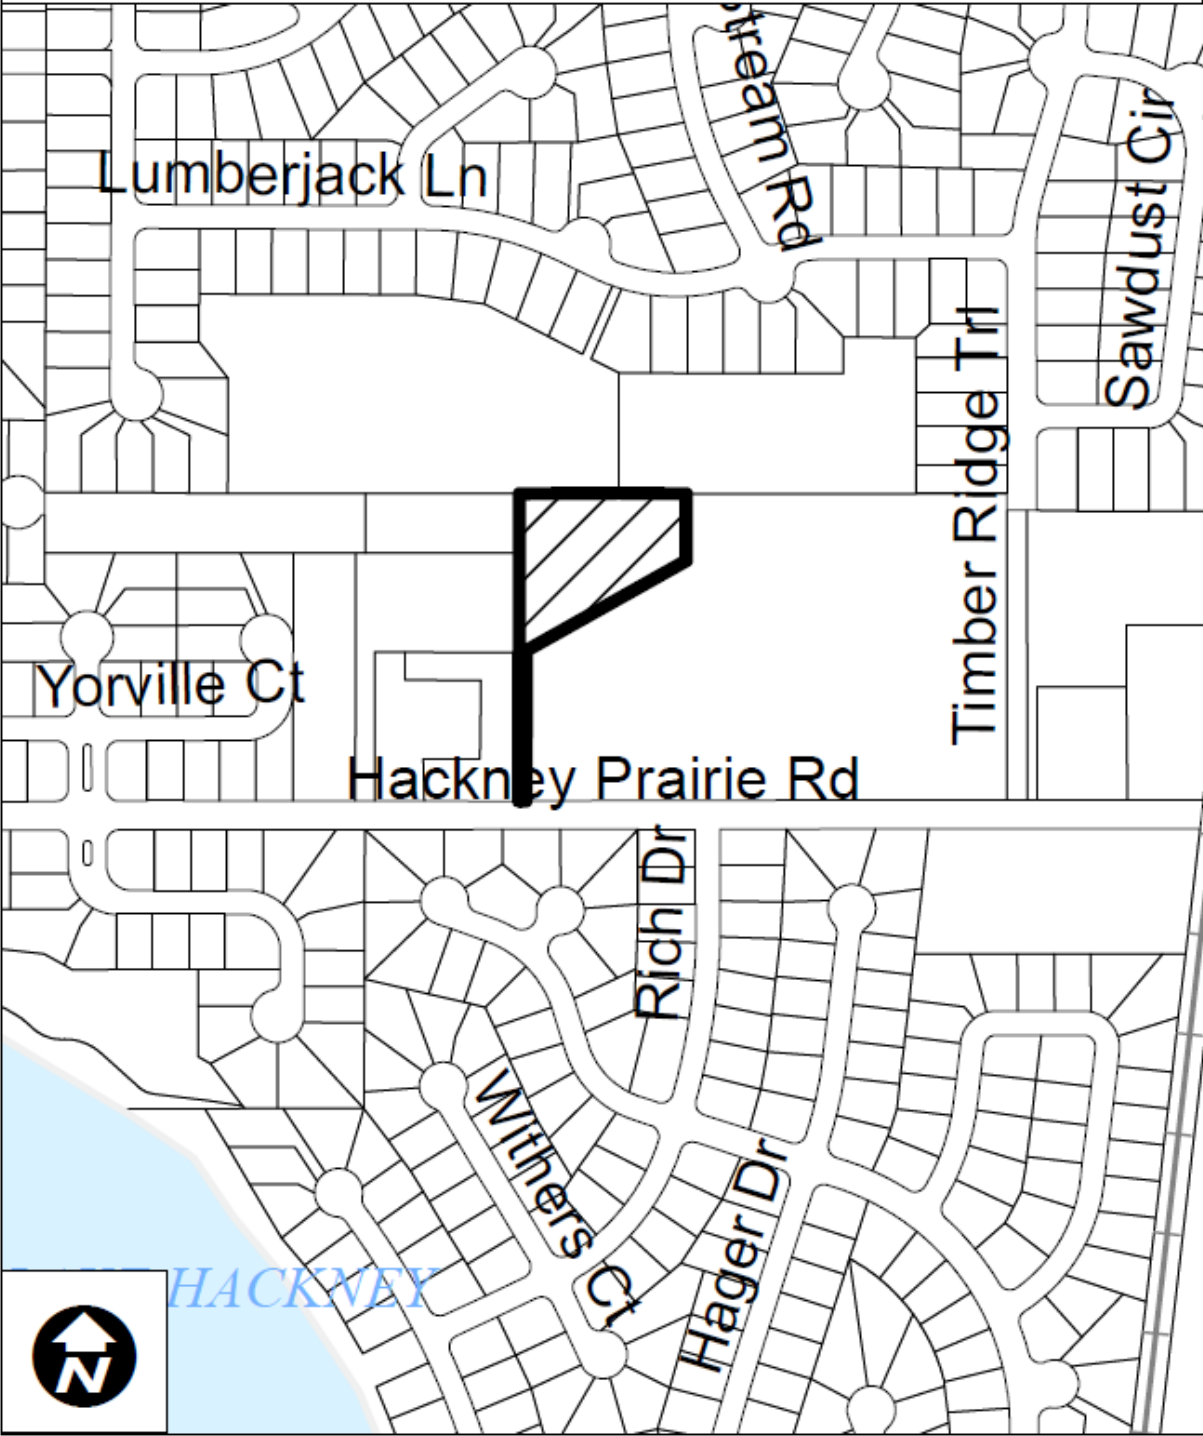 tream Rd
Lumberjack Ln
Sawdust Cir
Timber Ridge Trl
Yorville Ct
Hackney Prairie Rd
Rich Dr
Withers Ct
Hager Dr
HACKNEY
N